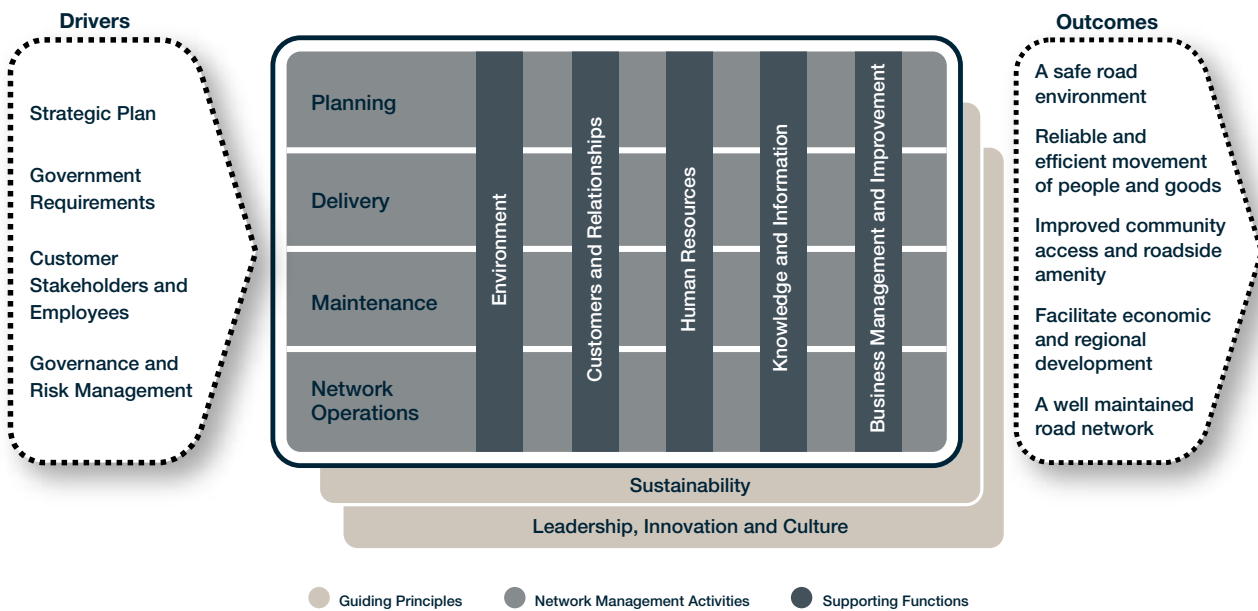 Drivers
Strategic Plan
Government
Requirements
Customer
Stakeholders and
Employees
Governance and
Risk Management
Planning
Delivery
Maintenance
Network
Operations
Environment
Customers and Relationships
Human Resources
Knowledge and Information
Business Management and Improvement
Sustainability
Leadership, Innovation and Culture
Outcomes
A safe road
environment
Reliable and
efficient movement
of people and goods
Improved community
access and roadside
amenity
Facilitate economic
and regional
development
A well maintained
road network
Guiding Principles
Network Management Activities
Supporting Functions